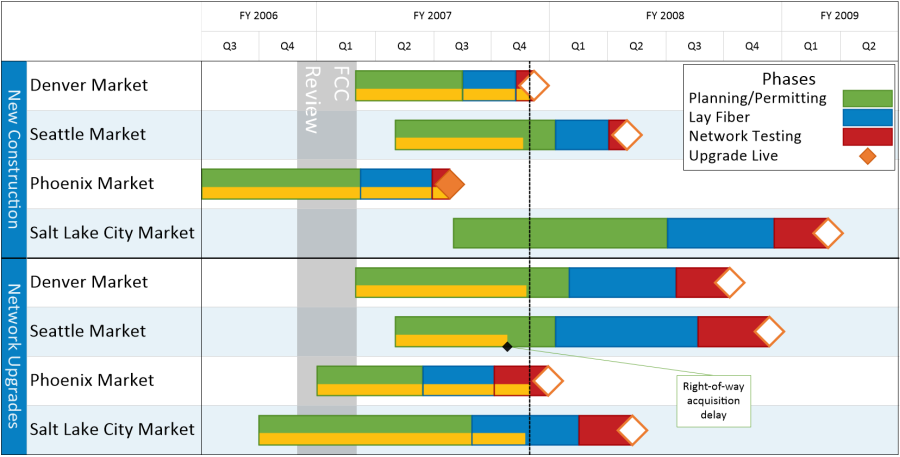 FY 2006 FY 2007 FY 2008 FY 2009
Q3 Q4 Q1 Q2 Q3 Q4 Q1 Q2 Q3 Q4 Q1 Q2
New Construction
Denver Market
Seattle Market
Phoenix Market
Salt Lake City Market
FCC
Review
Phases
Planning/Permitting
Lay Fiber
Network Testing
Upgrade Live
Network Upgrades
Denver Market
Seattle Market
Phoenix Market
Salt Lake City Market
Right-of-way
acquisition
delay